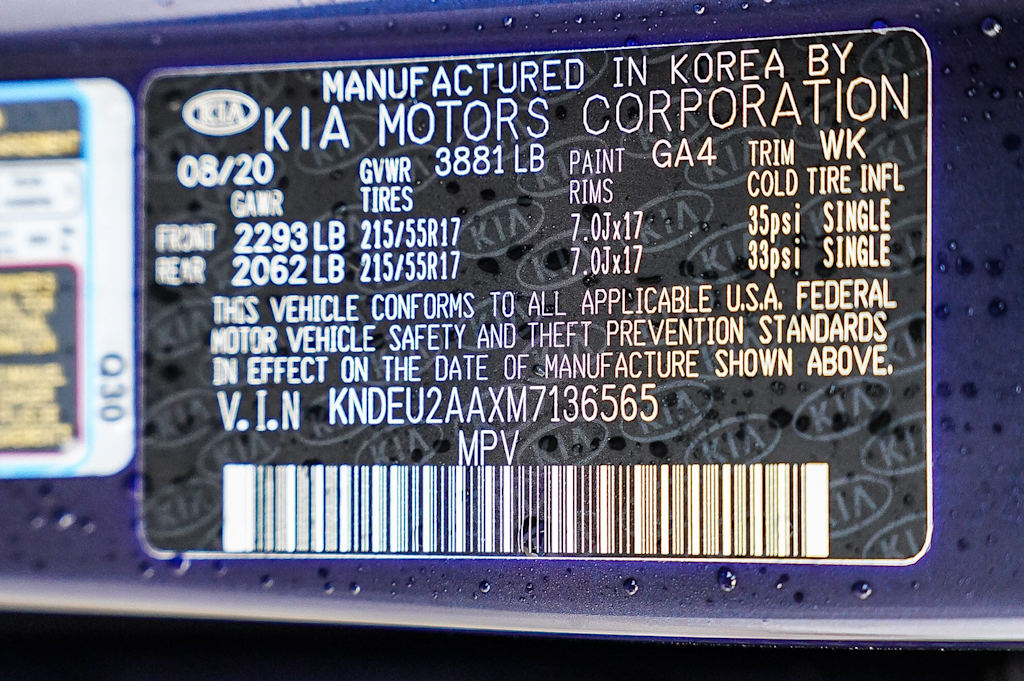 MANUFACTURED IN KOREA BY
KIA KIA MOTORS CORPORATION
08/20 GVWR 3881 LB PAINT GA4 TRIM WK
GAWR TIRES RIMS COLD TIRE INFL
FRONT 2293 LB 215/55R17 7.0Jx17 35psi SINGLE
REAR 2062 LB 215/55R17 7.0Jx17 33psi SINGLE
THIS VEHICLE CONFORMS TO ALL APPLICABLE U.S.A. FEDERAL
MOTOR VEHICLE SAFETY AND THEFT PREVENTION STANDARDS
IN EFFECT ON THE DATE OF MANUFACTURE SHOWN ABOVE.
V.I.N KNDEU2AAXM7136565
MPV
030